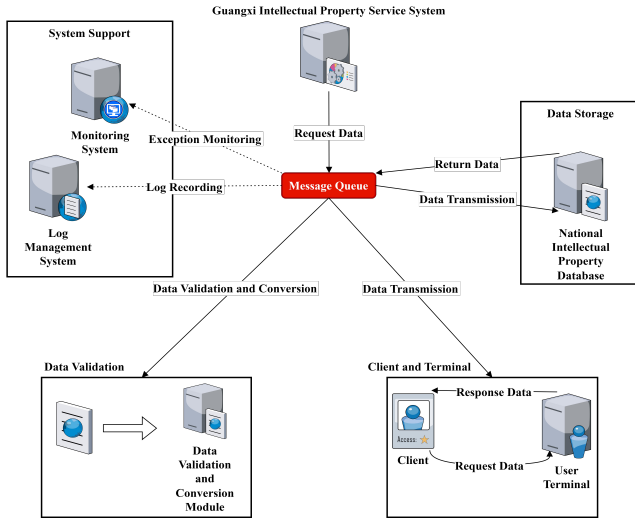 Guangxi Intellectual Property Service System
System Support
Monitoring
System
Exception Monitoring
Request Data
Data Storage
Return Data
Log Recording
Message Queue
Data Transmission
Log
Management
System
National
Intellectual
Property
Database
Data Validation and Conversion
Data Transmission
Data Validation
Data
Validation
and
Conversion
Module
Client and Terminal
Response Data
Access:
Client
Request Data
User
Terminal